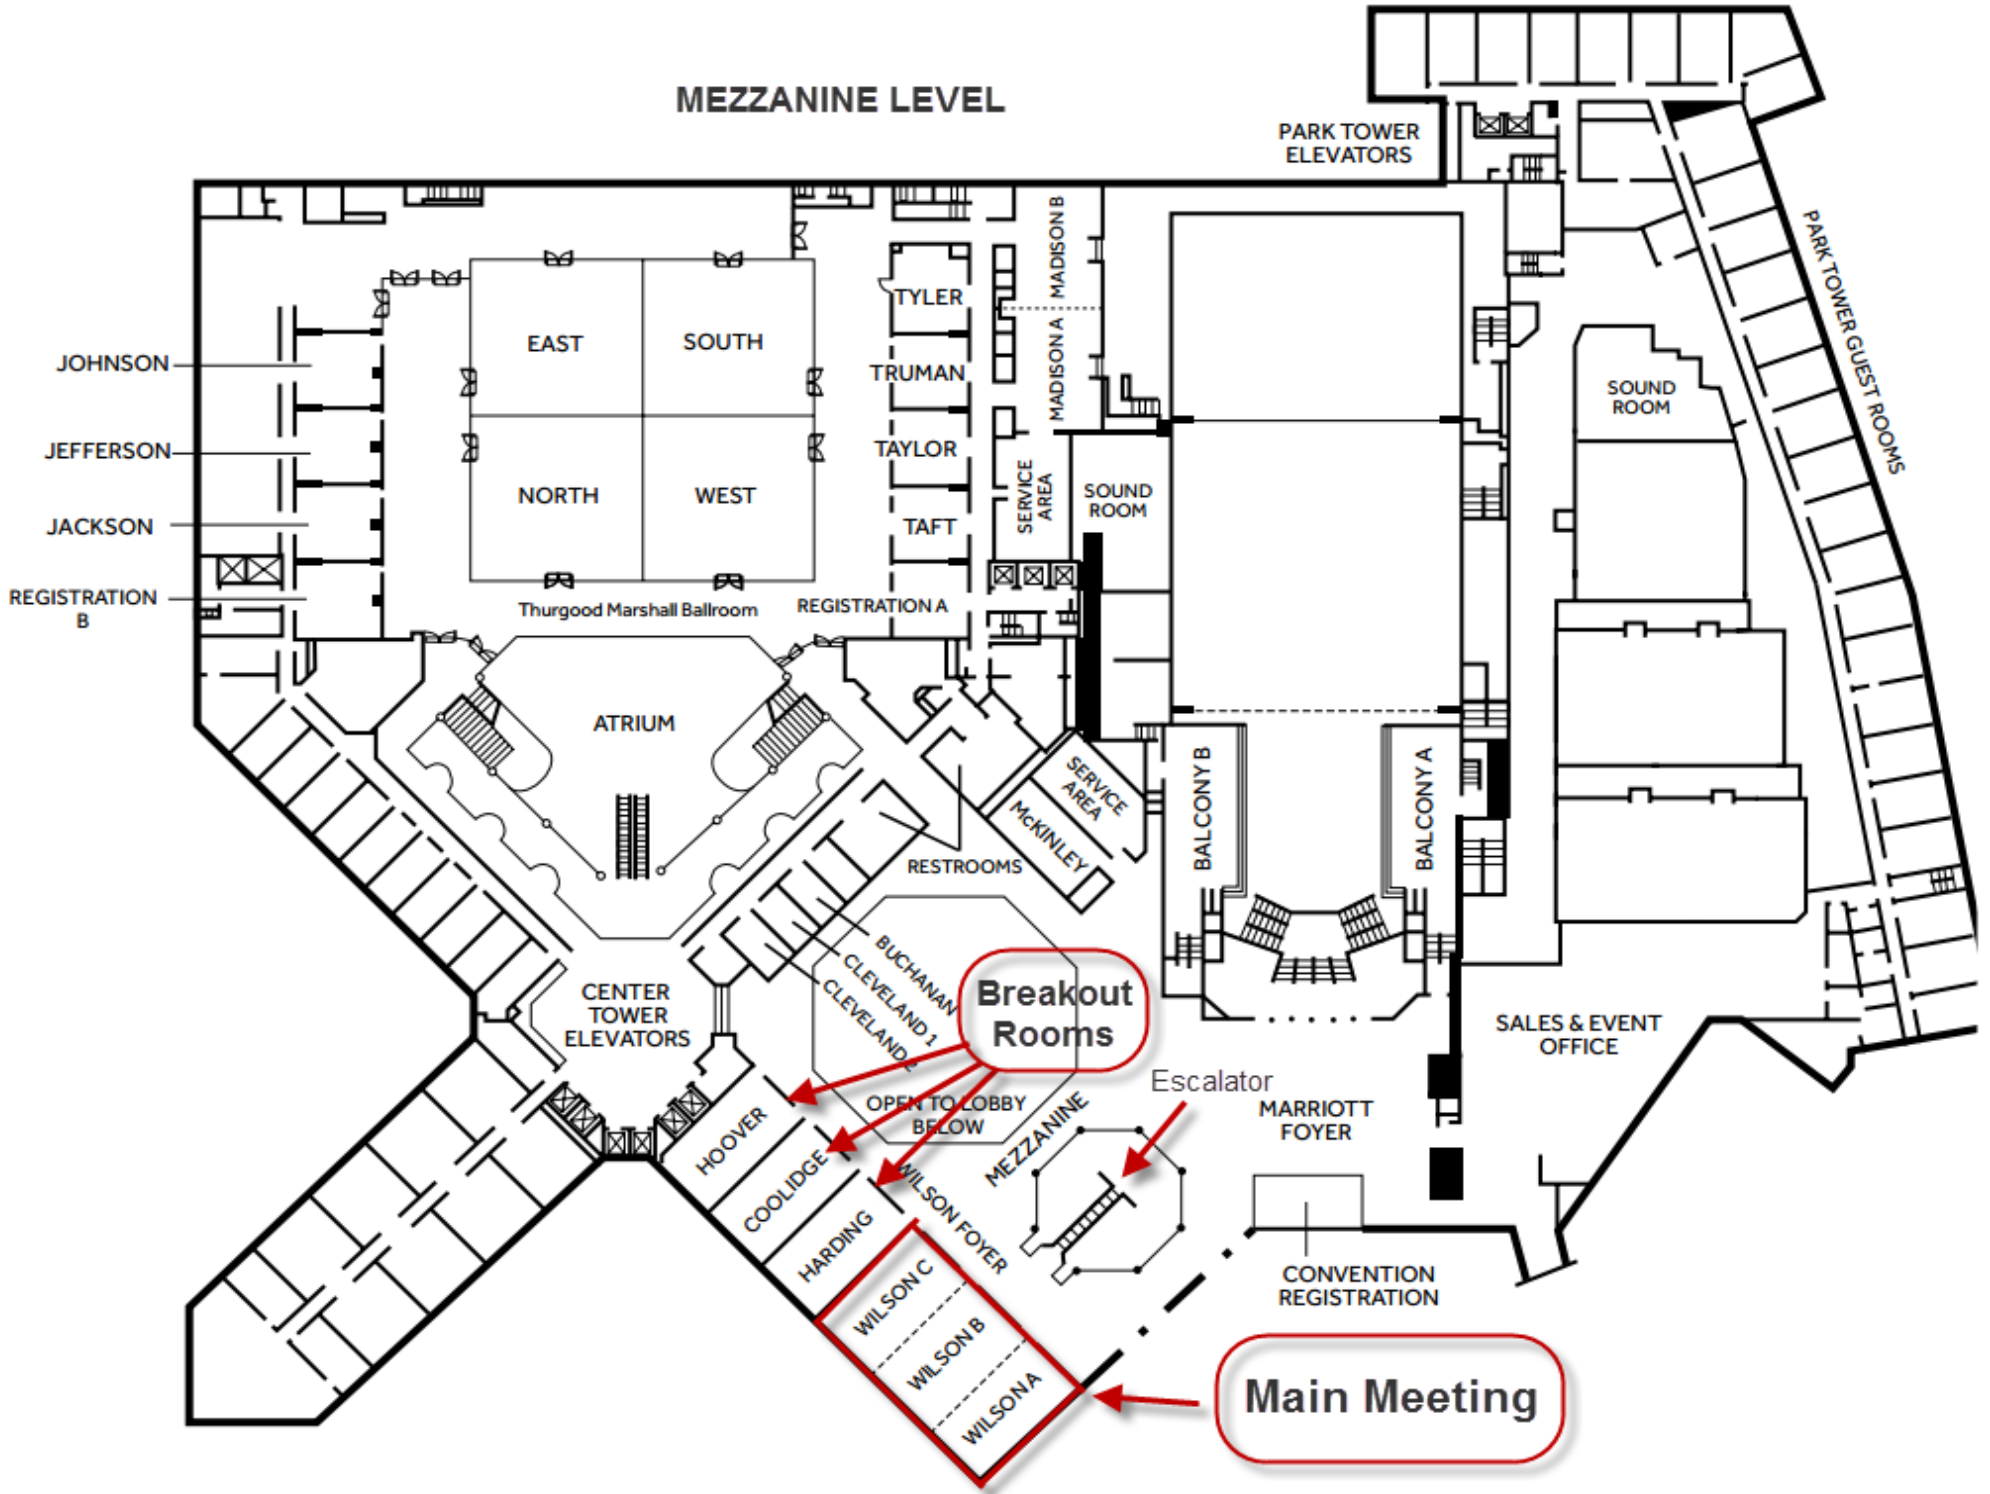 MEZZANINE LEVEL
PARK TOWER
ELEVATORS
PARK TOWER GUEST ROOMS
MADISON B
MADISON A
TYLER
TRUMAN
TAYLOR
TAFT
EAST
SOUTH
NORTH
WEST
JOHNSON
JEFFERSON
JACKSON
REGISTRATION
B
Thurgood Marshall Ballroom
REGISTRATION A
SERVICE
AREA
SOUND
ROOM
SOUND
ROOM
ATRIUM
SERVICE
AREA
McKINLEY
RESTROOMS
BALCONY B
BALCONY A
BUCHANAN
CLEVELAND 1
CLEVELAND 2
Breakout
Rooms
CENTER
TOWER
ELEVATORS
SALES & EVENT
OFFICE
Escalator
OPEN TO LOBBY
BELOW
MEZZANINE
MARRIOTT
FOYER
HOOVER
COOLIDGE
HARDING
WILSON FOYER
WILSON C
WILSON B
WILSON A
CONVENTION
REGISTRATION
Main Meeting